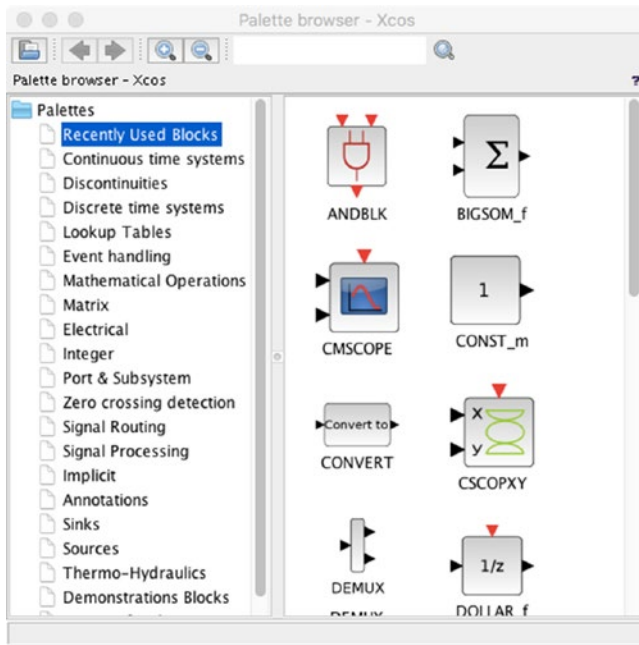 Palette browser - Xcos
Palette browser - Xcos
?
Palettes
Recently Used Blocks
Continuous time systems
Discontinuities
Discrete time systems
Lookup Tables
Event handling
Mathematical Operations
Matrix
Electrical
Integer
Port & Subsystem
Zero crossing detection
Signal Routing
Signal Processing
Implicit
Annotations
Sinks
Sources
Thermo-Hydraulics
Demonstrations Blocks
ANDBLK
Σ
BIGSOM_f
CMSCOPE
1
CONST_m
Convert to
CONVERT
X
y
CSCOPXY
DEMUX
DEMUX
1/z
DOLLAR_f